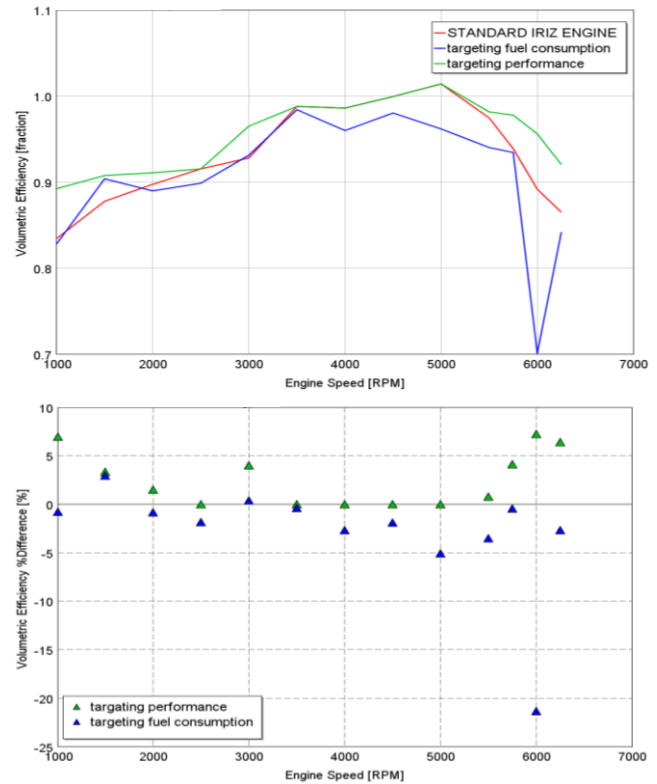 1.1
1.0
0.9
0.8
0.7
Volumetric Efficiency [fraction]
STANDARD IRIZ ENGINE
targeting fuel consumption
targeting performance
1000 2000 3000 4000 5000 6000 7000
Engine Speed [RPM]
10
5
0
-5
-10
-15
-20
-25
Volumetric Efficiency %Difference [%]
targating performance
targeting fuel consumption
1000 2000 3000 4000 5000 6000 7000
Engine Speed [RPM]